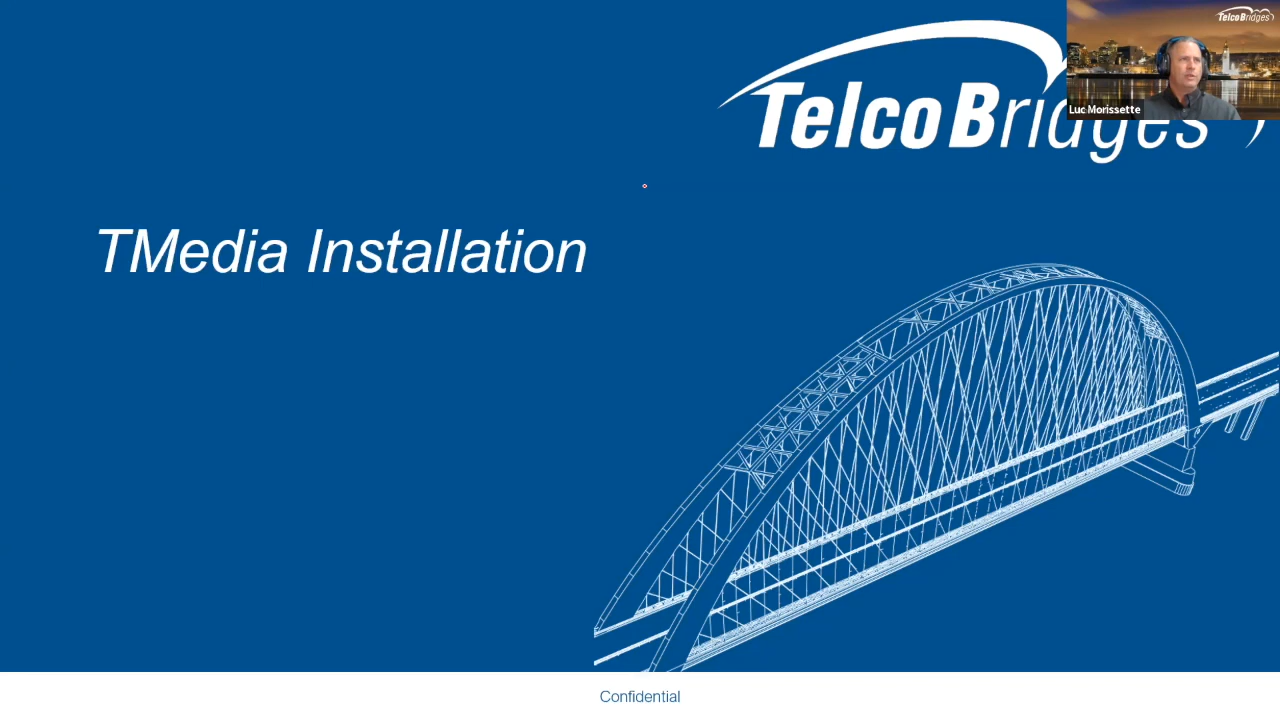 TelcoBridges
TelcoBridges
Luc Morissette
TMedia Installation
Confidential